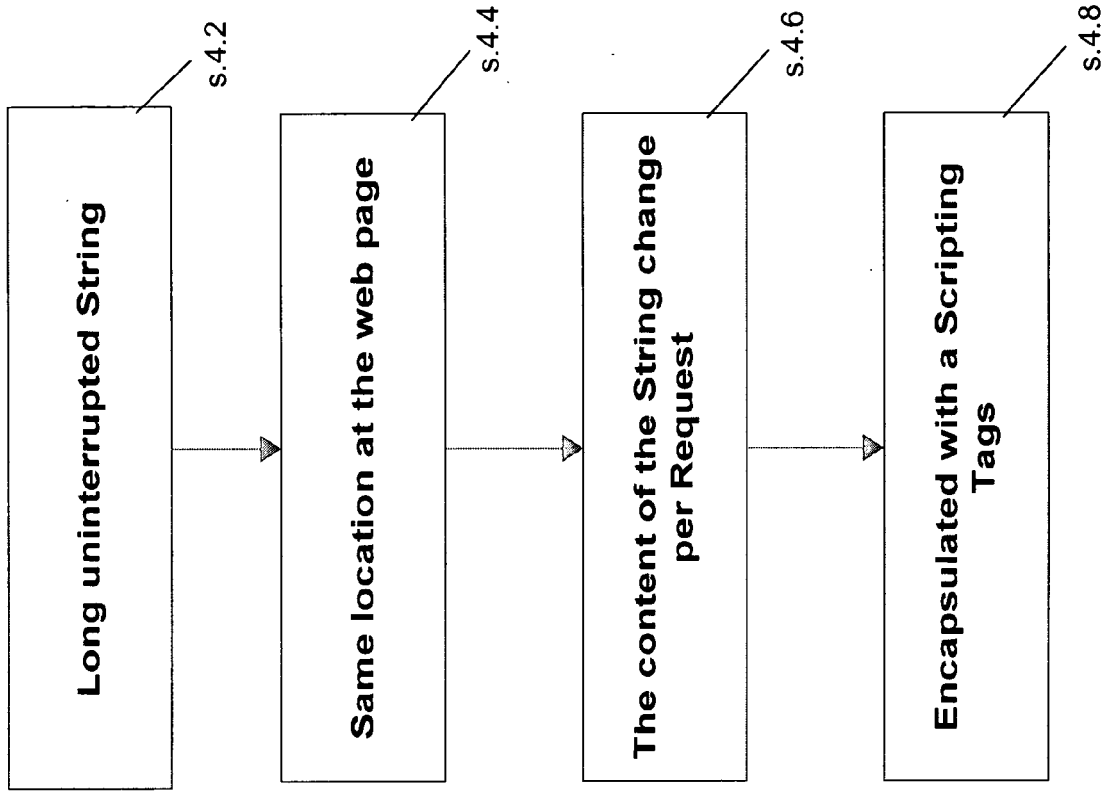 Long uninterrupted String
s.4.2
Same location at the web page
s.4.4
The content of the String change
per Request
s.4.6
Encapsulated with a Scripting
Tags
s.4.8